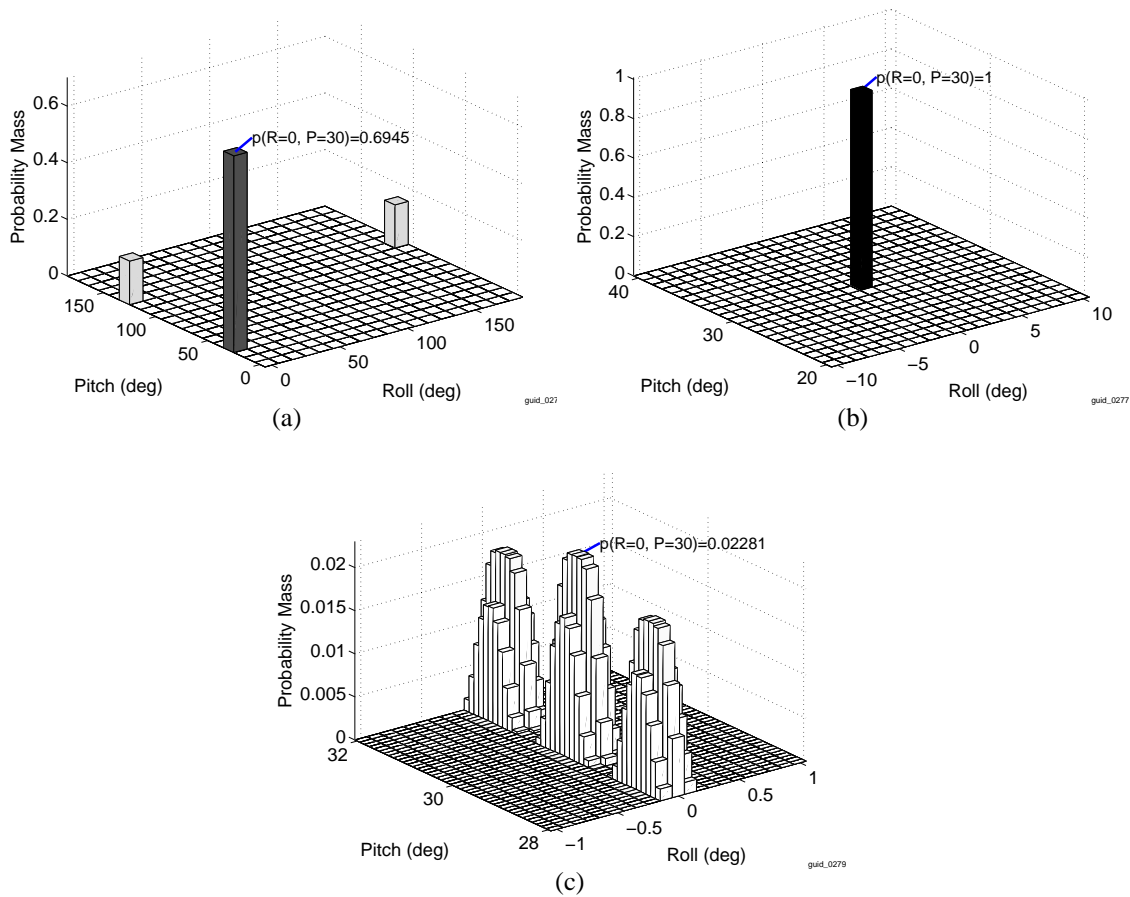 p(R=0, P=30)=0.6945
Probability Mass
0.6
0.4
0.2
0
150
100
50
0
0
50
100
150
Pitch (deg)
Roll (deg)
guid_027
(a)
p(R=0, P=30)=1
Probability Mass
1
0.8
0.6
0.4
0.2
0
40
30
20
−10
−5
0
5
10
Pitch (deg)
Roll (deg)
guid_0277
(b)
p(R=0, P=30)=0.02281
Probability Mass
0.02
0.015
0.01
0.005
0
32
30
28
−1
−0.5
0
0.5
1
Pitch (deg)
Roll (deg)
guid_0279
(c)